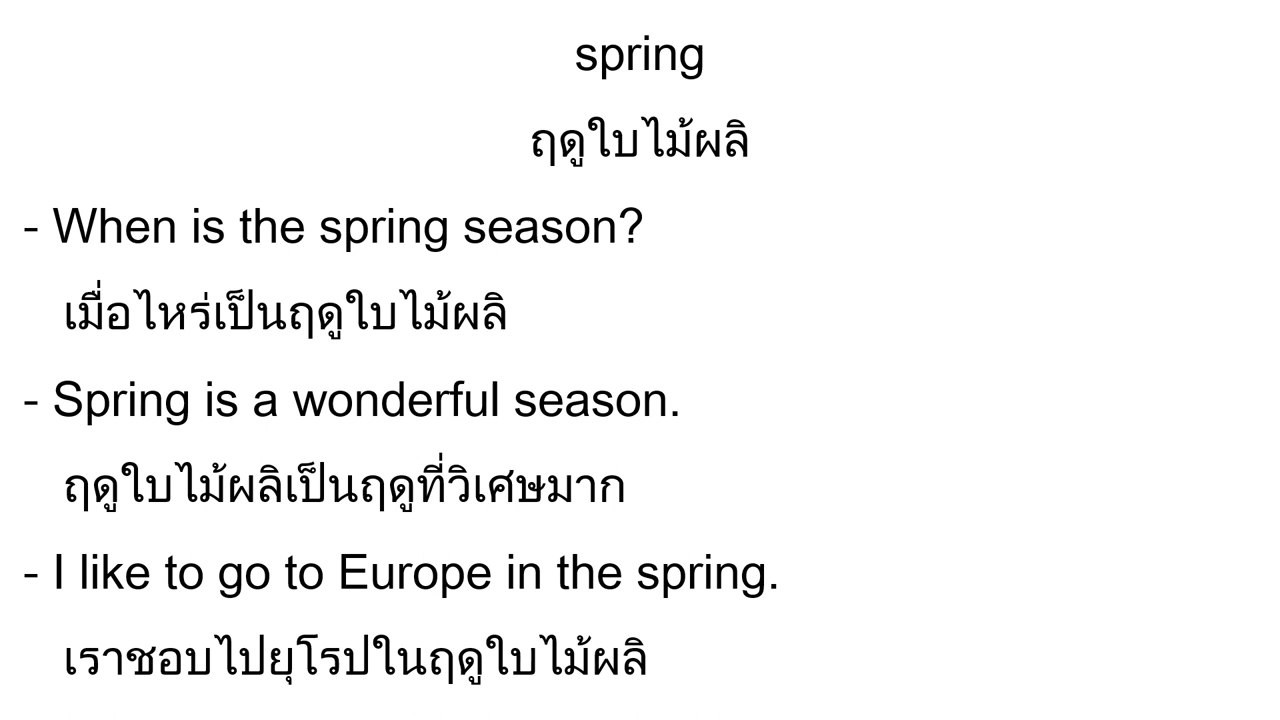 spring
ฤดูใบไม้ผลิ
- When is the spring season?
เมื่อไหร่เป็นฤดูใบไม้ผลิ
- Spring is a wonderful season.
ฤดูใบไม้ผลิเป็นฤดูที่วิเศษมาก
- I like to go to Europe in the spring.
เราชอบไปยุโรปในฤดูใบไม้ผลิ